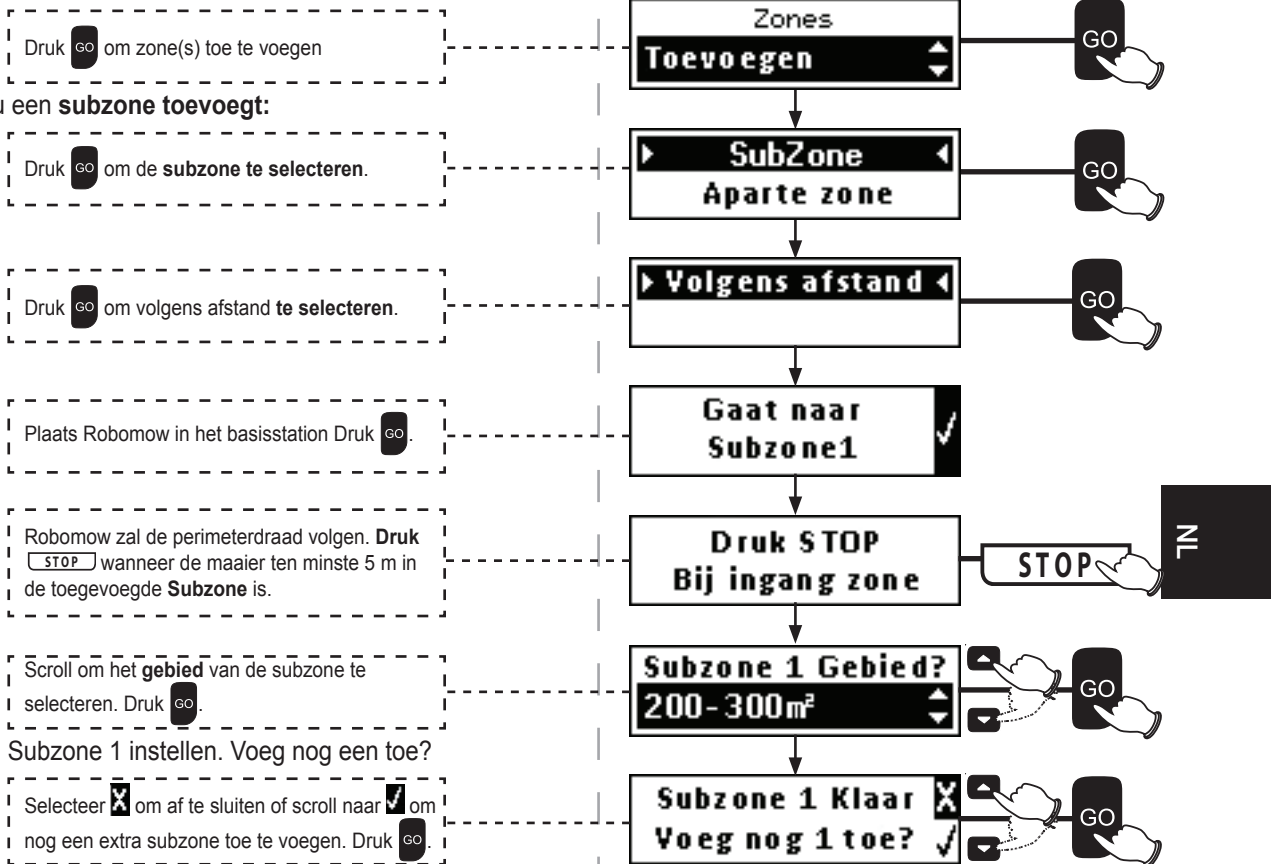 Druk GO om zone(s) toe te voegen
Zones
Toevoegen
GO
u een subzone toevoegt:
Druk GO om de subzone te selecteren.
SubZone
Aparte zone
GO
Druk GO om volgens afstand te selecteren.
Volgens afstand
GO
Plaats Robomow in het basisstation Druk GO.
Gaat naar
Subzone1
Robomow zal de perimeterdraad volgen. Druk
STOP wanneer de maaier ten minste 5 m in
de toegevoegde Subzone is.
Druk STOP
Bij ingang zone
STOP
NL
Scroll om het gebied van de subzone te
selecteren. Druk GO.
Subzone 1 Gebied?
200-300m²
GO
Subzone 1 instellen. Voeg nog een toe?
Selecteer X om af te sluiten of scroll naar √ om
nog een extra subzone toe te voegen. Druk GO.
Subzone 1 Klaar X
Voeg nog 1 toe? √
GO